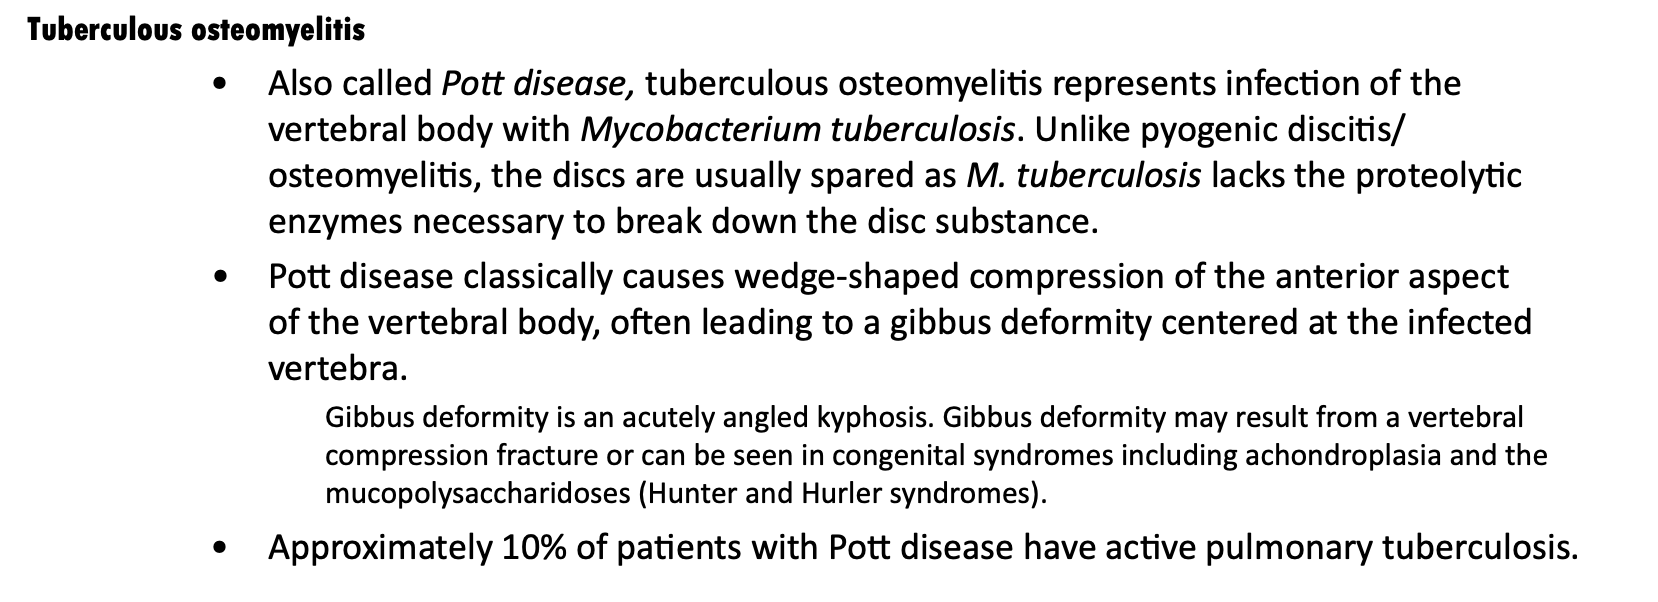 Tuberculous osteomyelitis
• Also called Pott disease, tuberculous osteomyelitis represents infection of the
vertebral body with Mycobacterium tuberculosis. Unlike pyogenic discitis/
osteomyelitis, the discs are usually spared as M. tuberculosis lacks the proteolytic
enzymes necessary to break down the disc substance.
• Pott disease classically causes wedge-shaped compression of the anterior aspect
of the vertebral body, often leading to a gibbus deformity centered at the infected
vertebra.
Gibbus deformity is an acutely angled kyphosis. Gibbus deformity may result from a vertebral
compression fracture or can be seen in congenital syndromes including achondroplasia and the
mucopolysaccharidoses (Hunter and Hurler syndromes).
• Approximately 10% of patients with Pott disease have active pulmonary tuberculosis.